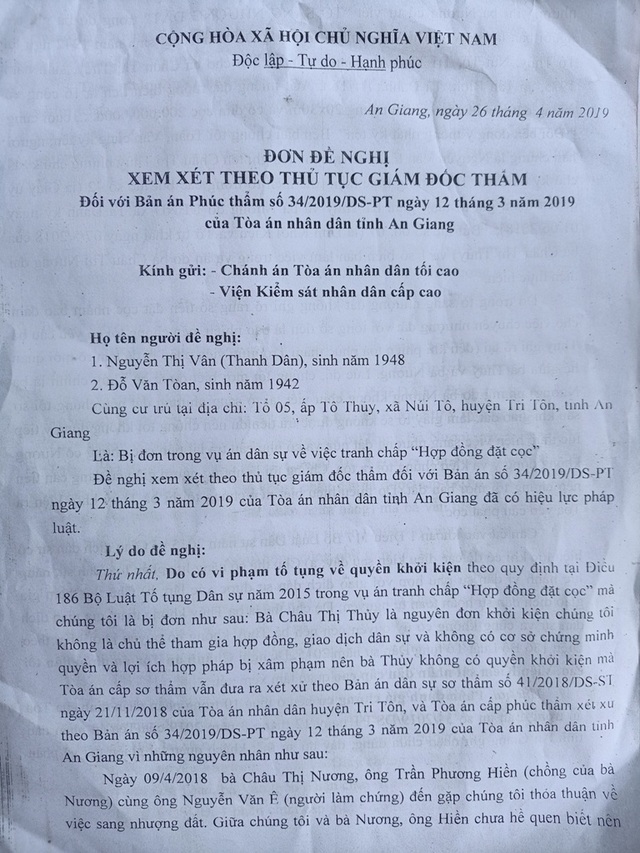 CỘNG HÒA XÃ HỘI CHỦ NGHĨA VIỆT NAM
Độc lập - Tự do - Hạnh phúc
An Giang, ngày 26 tháng 4 năm 2019
ĐƠN ĐỀ NGHỊ
XEM XÉT THEO THỦ TỤC GIÁM ĐỐC THẨM
Đối với Bản án Phúc thẩm số 34/2019/DS-PT ngày 12 tháng 3 năm 2019
của Tòa án nhân dân tỉnh An Giang
Kính gửi: - Chánh án Tòa án nhân dân tối cao
- Viện Kiểm sát nhân dân cấp cao
Họ tên người đề nghị:
1. Nguyễn Thị Vân (Thanh Dân), sinh năm 1948
2. Đỗ Văn Tòan, sinh năm 1942
Cùng cư trú tại địa chỉ: Tổ 05, ấp Tô Thủy, xã Núi Tô, huyện Tri Tôn, tỉnh An
Giang
Là: Bị đơn trong vụ án dân sự về việc tranh chấp “Hợp đồng đặt cọc”
Đề nghị xem xét theo thủ tục giám đốc thẩm đối với Bản án số 34/2019/DS-PT
ngày 12 tháng 3 năm 2019 của Tòa án nhân dân tỉnh An Giang đã có hiệu lực pháp
luật.
Lý do đề nghị:
Thứ nhất, Do có vi phạm tố tụng về quyền khởi kiện theo quy định tại Điều
186 Bộ Luật Tố tụng Dân sự năm 2015 trong vụ án tranh chấp “Hợp đồng đặt cọc” mà
chúng tôi là bị đơn như sau: Bà Châu Thị Thủy là nguyên đơn khởi kiện chúng tôi
không là chủ thể tham gia hợp đồng, giao dịch dân sự và không có cơ sở chứng minh
quyền và lợi ích hợp pháp bị xâm phạm nên bà Thủy không có quyền khởi kiện mà
Tòa án cấp sơ thẩm vẫn đưa ra xét xử theo Bản án dân sự sơ thẩm số 41/2018/DS-ST
ngày 21/11/2018 của Tòa án nhân dân huyện Tri Tôn, và Tòa án cấp phúc thẩm xét xử
theo Bản án số 34/2019/DS-PT ngày 12 tháng 3 năm 2019 của Tòa án nhân dân tỉnh
An Giang vì những nguyên nhân như sau:
Ngày 09/4/2018 bà Châu Thị Nương, ông Trần Phương Hiền (chồng của bà
Nương) cùng ông Nguyễn Văn Ê (người làm chứng) đến gặp chúng tôi thỏa thuận về
việc sang nhượng đất. Giữa chúng tôi và bà Nương, ông Hiền chưa hề quen biết nên